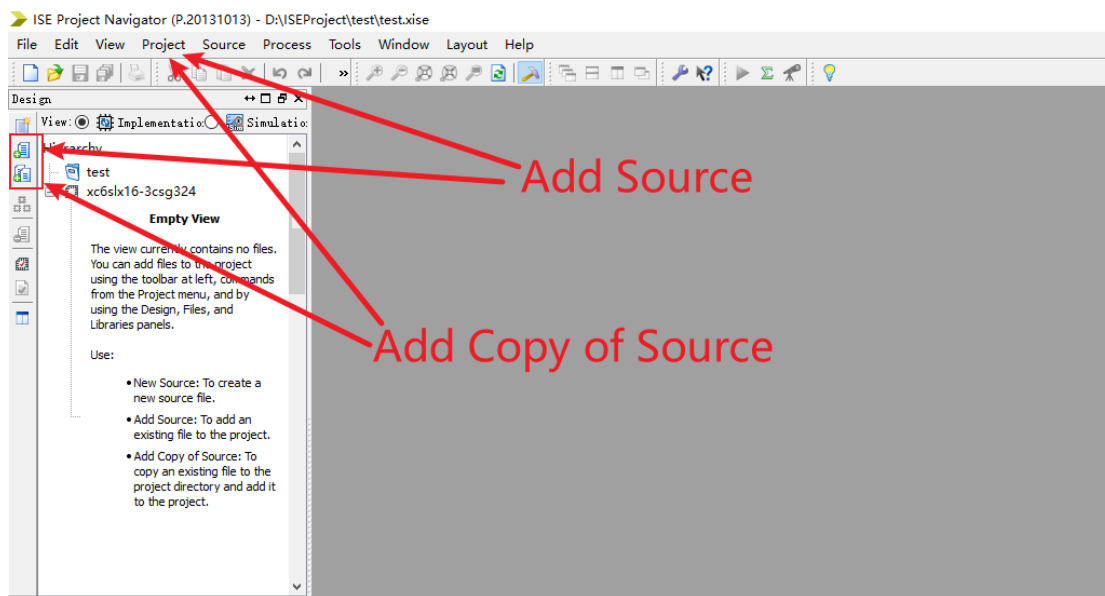 ISE Project Navigator (P.20131013) - D:\ISEProject\test\test.xise
File Edit View Project Source Process Tools Window Layout Help
Design
View: Implementatio: Simulatio:
Hierarchy
test
xc6slx16-3csg324
Empty View
The view currently contains no files.
You can add files to the project
using the toolbar at left, commands
from the Project menu, and by
using the Design, Files, and
Libraries panels.
Use:
•New Source: To create a
new source file.
•Add Source: To add an
existing file to the project.
•Add Copy of Source: To
copy an existing file to the
project directory and add it
to the project.
Add Source
Add Copy of Source